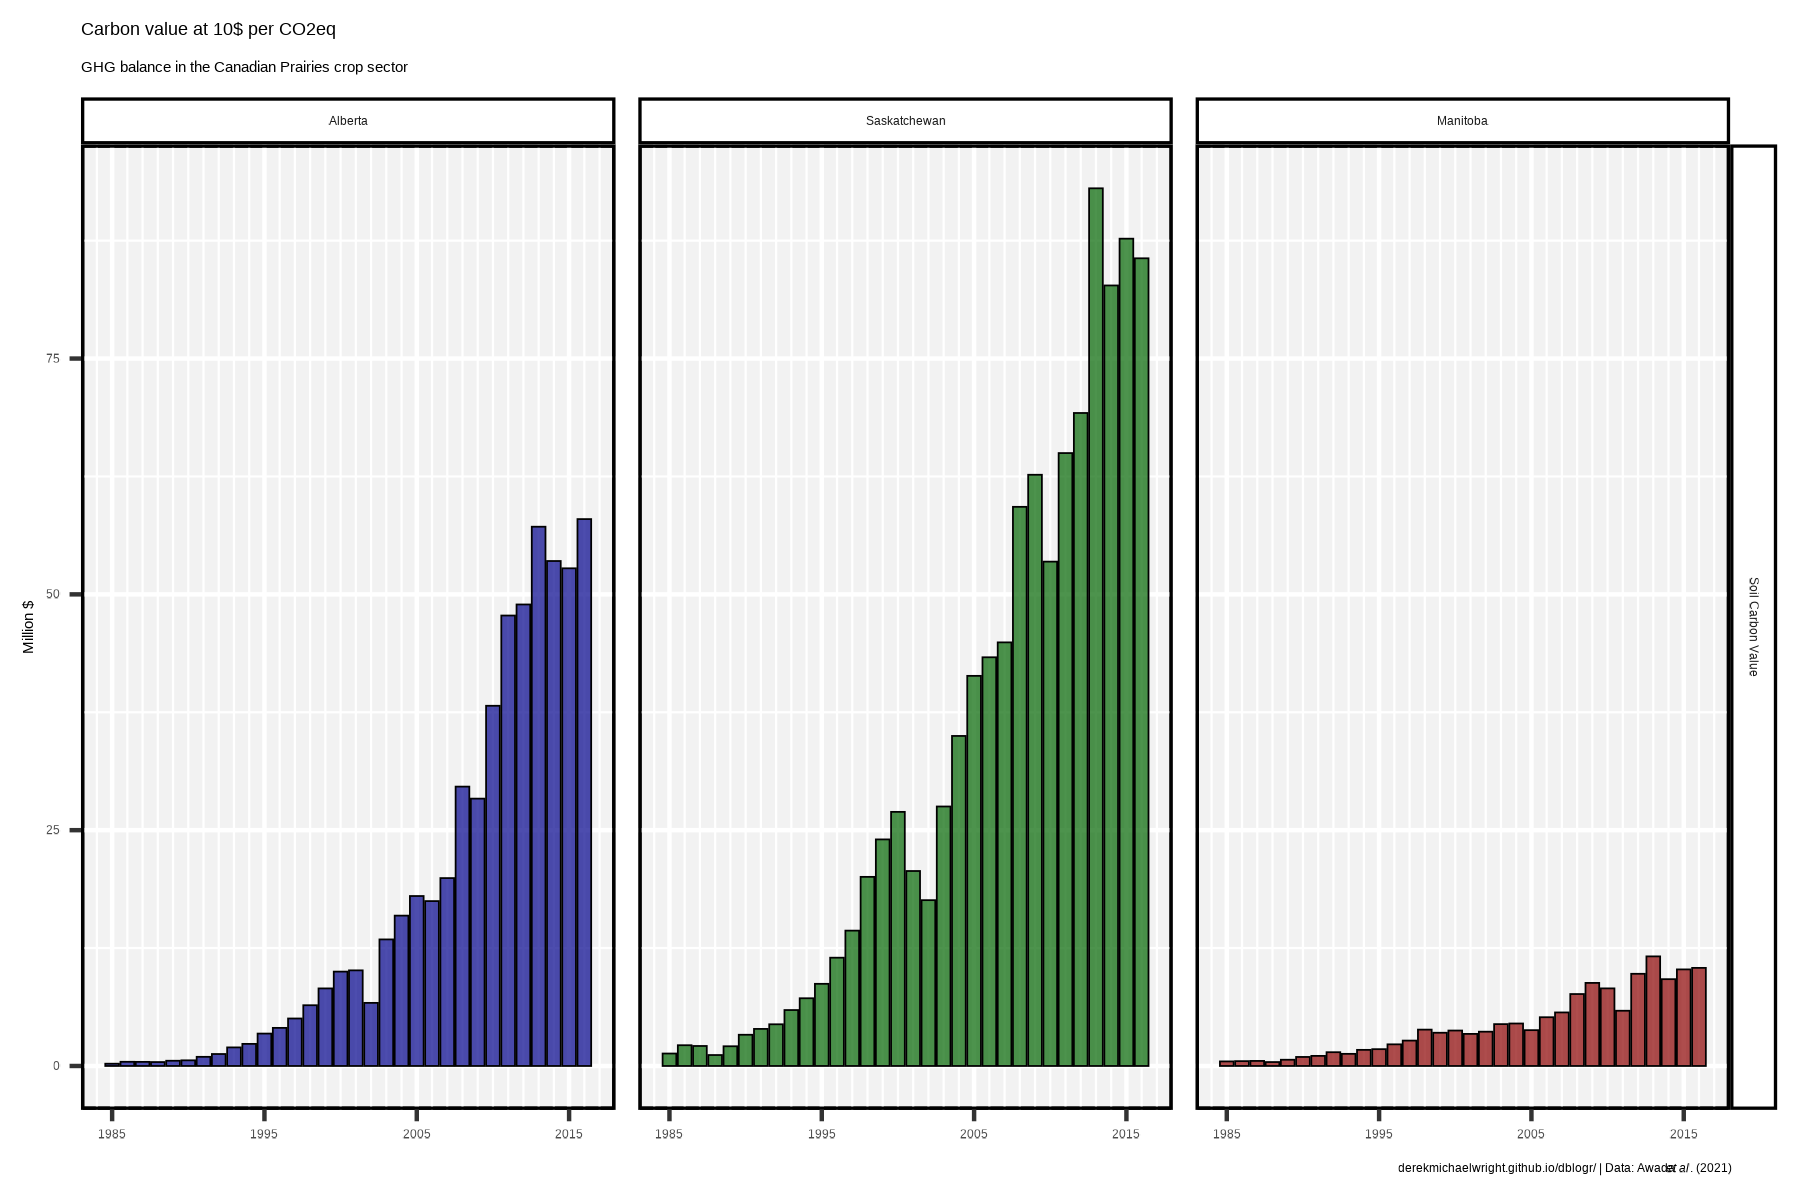 Carbon value at 10$ per CO2eq
GHG balance in the Canadian Prairies crop sector
Alberta
Saskatchewan
Manitoba
Million $
75
50
25
0
Soil Carbon Value
1985 1995 2005 2015
1985 1995 2005 2015
1985 1995 2005 2015
derekmichaelwright.github.io/dblogr/ | Data: Awada et al. (2021)